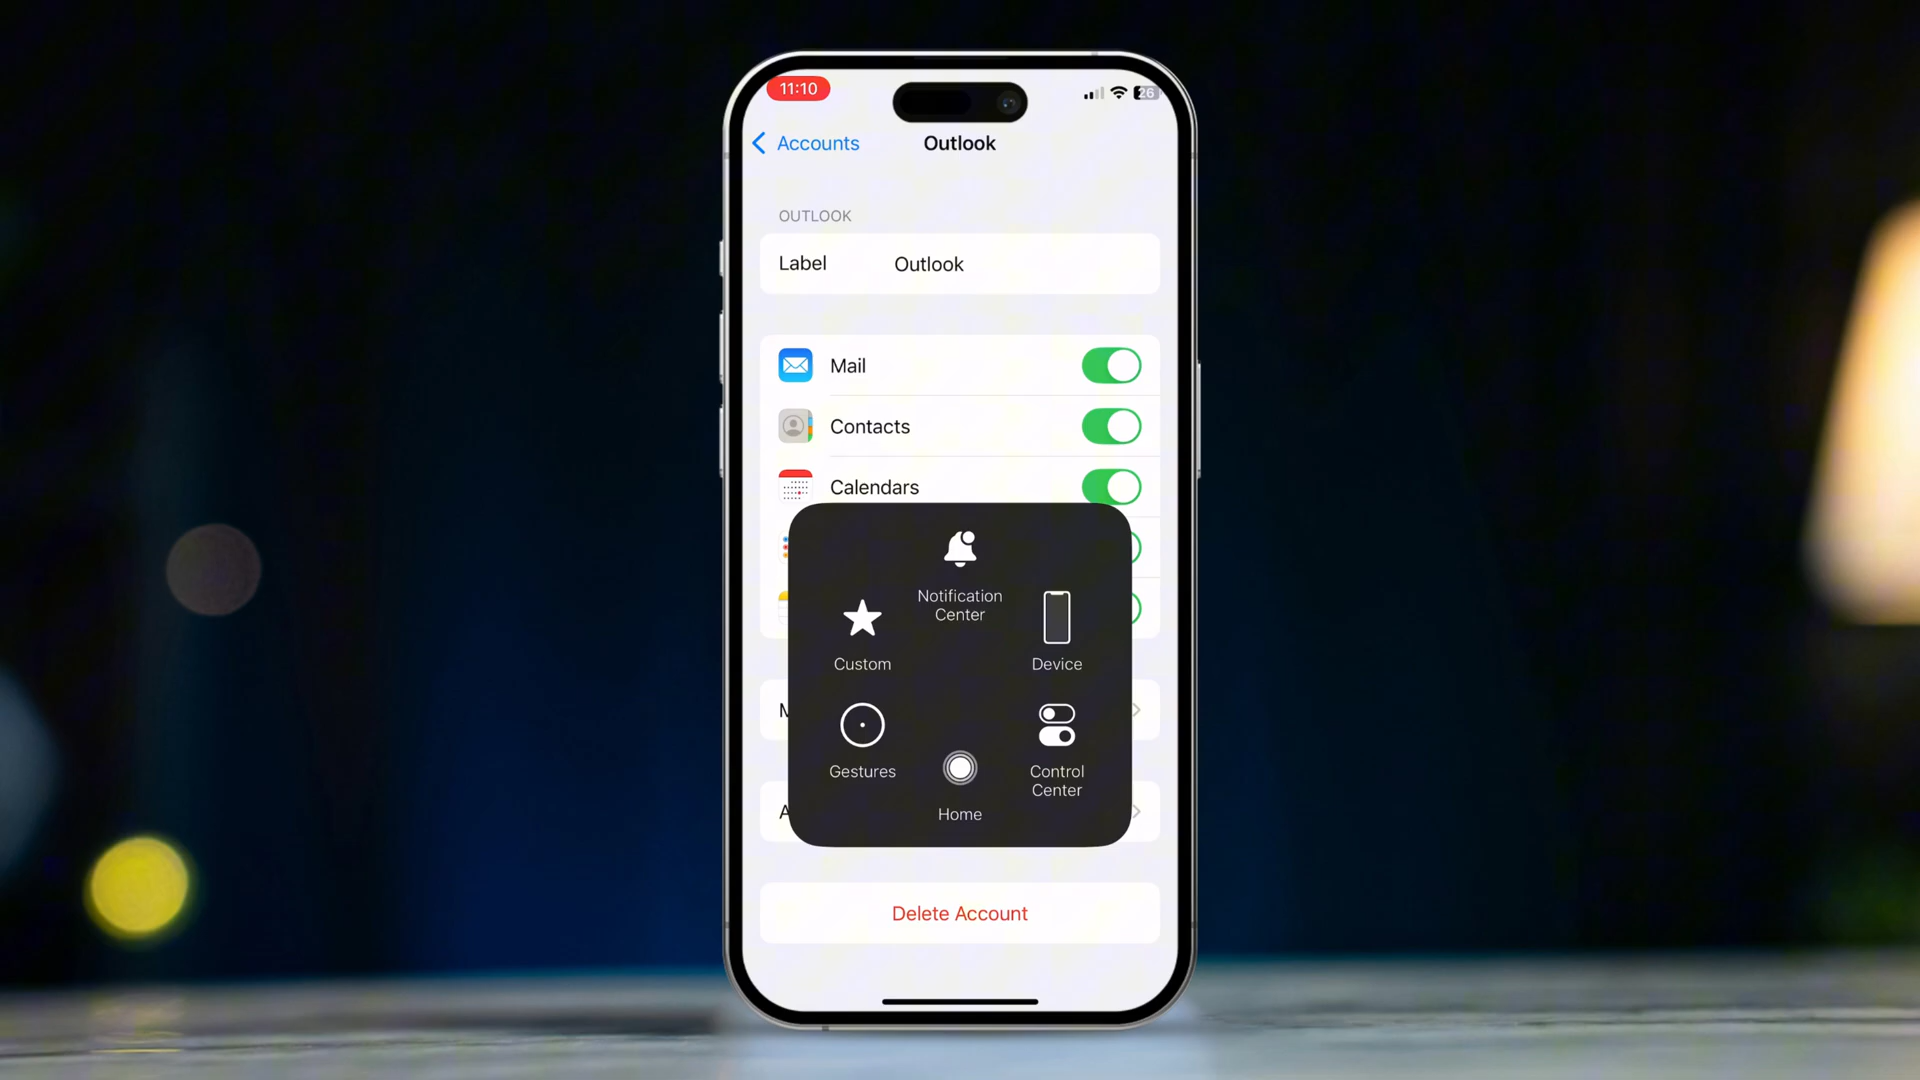 11:10
26
Accounts
Outlook
OUTLOOK
Label Outlook
Mail
Contacts
Calendars
Notification
Center
Custom
Device
M
Gestures
Control
Center
Home
A
Delete Account